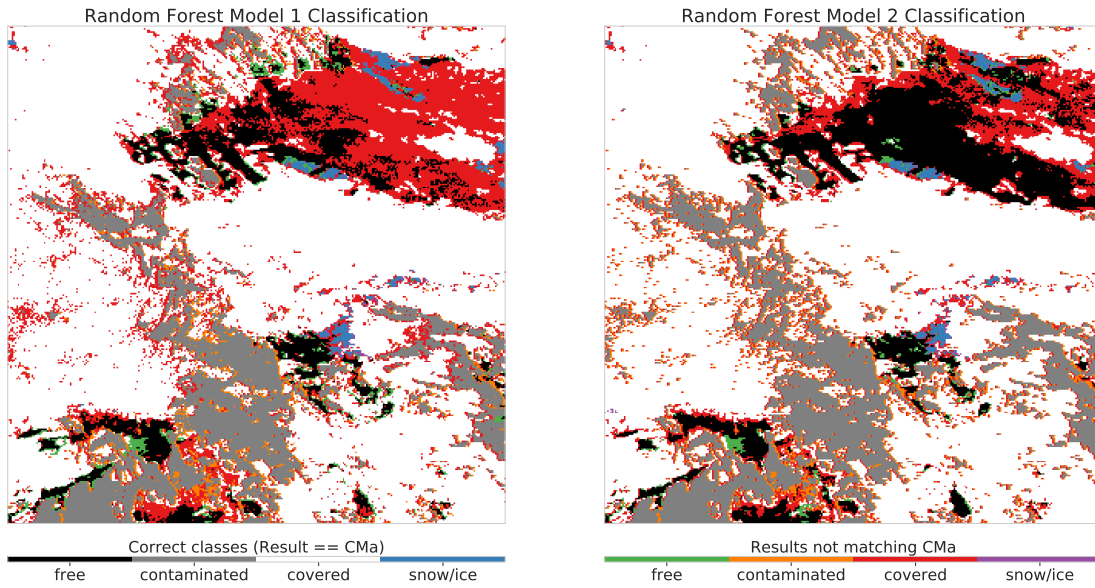 Random Forest Model 1 Classification
Random Forest Model 2 Classification
Correct classes (Result == CMa)
free contaminated covered snow/ice
Results not matching CMa
free contaminated covered snow/ice